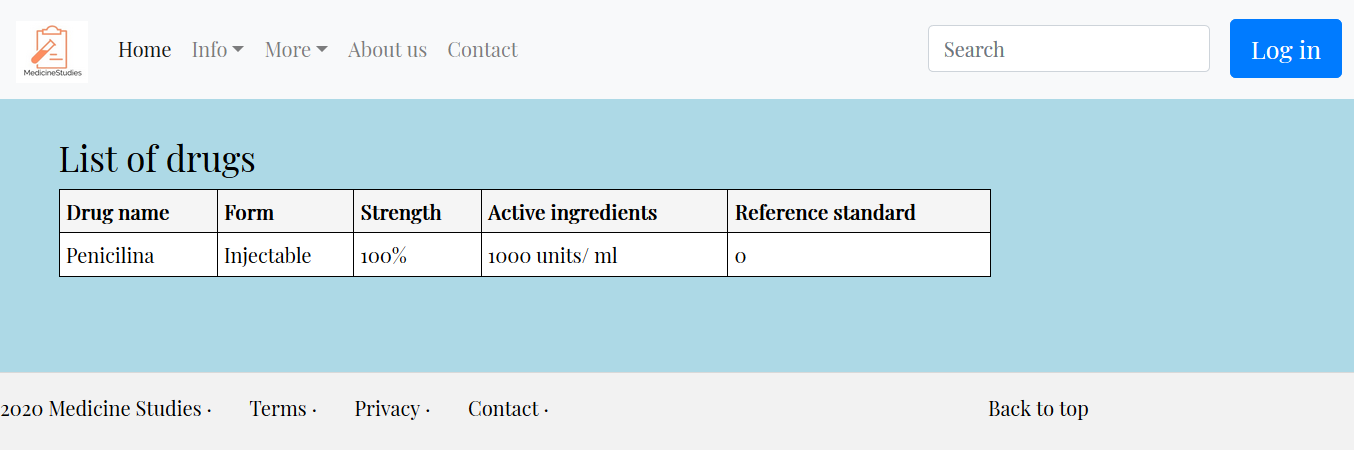 MedicineStudies
Home Info More About us Contact Search Log in
List of drugs
Drug name Form Strength Active ingredients Reference standard
Penicilina Injectable 100% 1000 units/ ml 0
2020 Medicine Studies · Terms · Privacy · Contact · Back to top